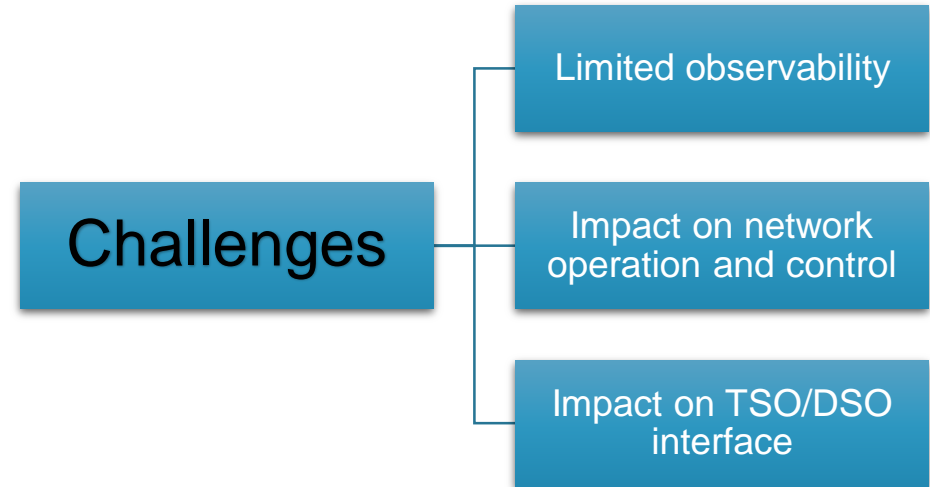 Limited observability
Challenges
Impact on network
operation and control
Impact on TSO/DSO
interface